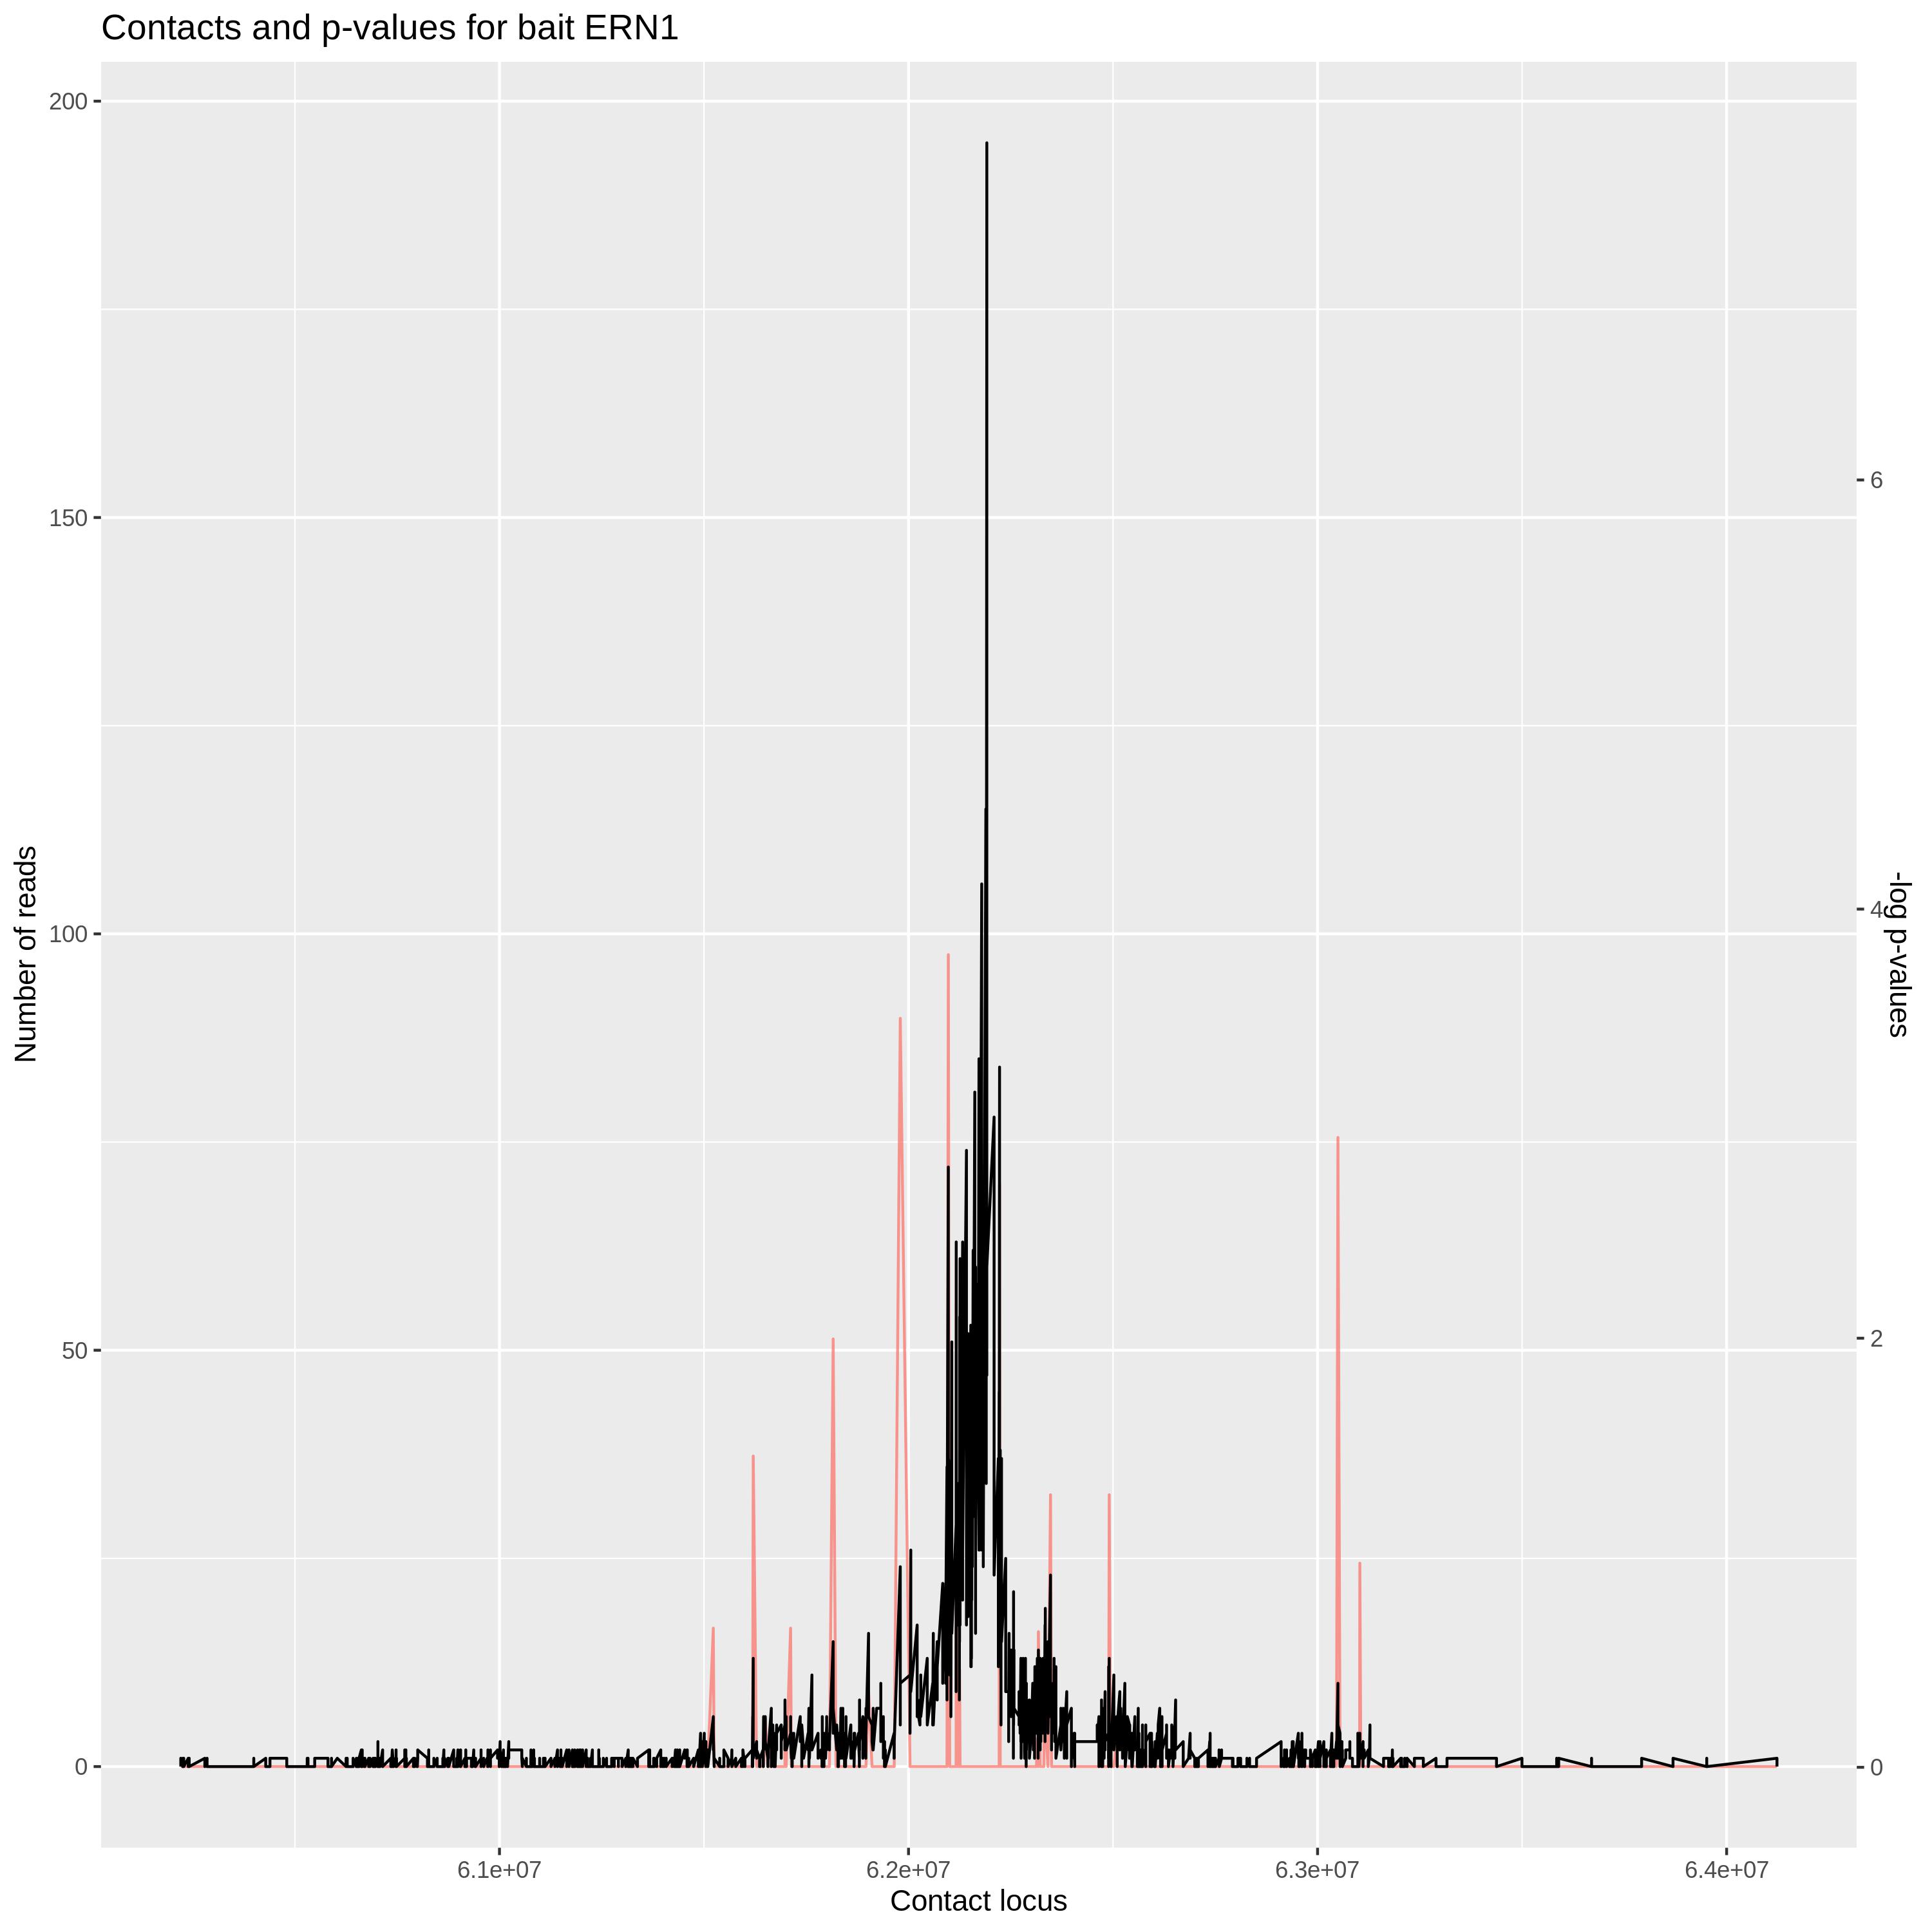 Contacts and p-values for bait ERN1
200
150
100
50
0
Number of reads
6
4
2
0
-log p-values
6.1e+07
6.2e+07
6.3e+07
6.4e+07
Contact locus